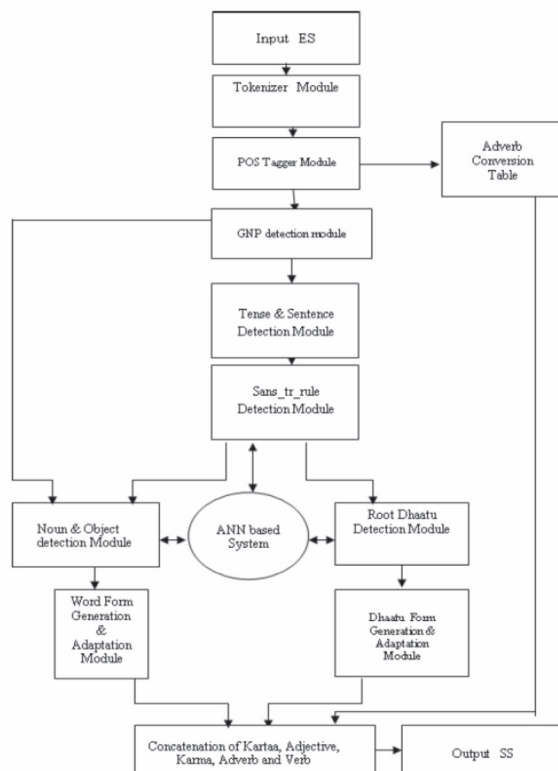 Input ES
Tokenizer Module
POS Tagger Module
Adverb
Conversion
Table
GNP detection module
Tense & Sentence
Detection Module
Sans_tr_rule
Detection Module
Noun & Object
detection Module
ANN based
System
Root Dhaatu
Detection Module
Word Form
Generation
&
Adaptation
Module
Dhaatu Form
Generation &
Adaptation
Module
Concatenation of Kartaa, Adjective,
Karma, Adverb and Verb
Output SS